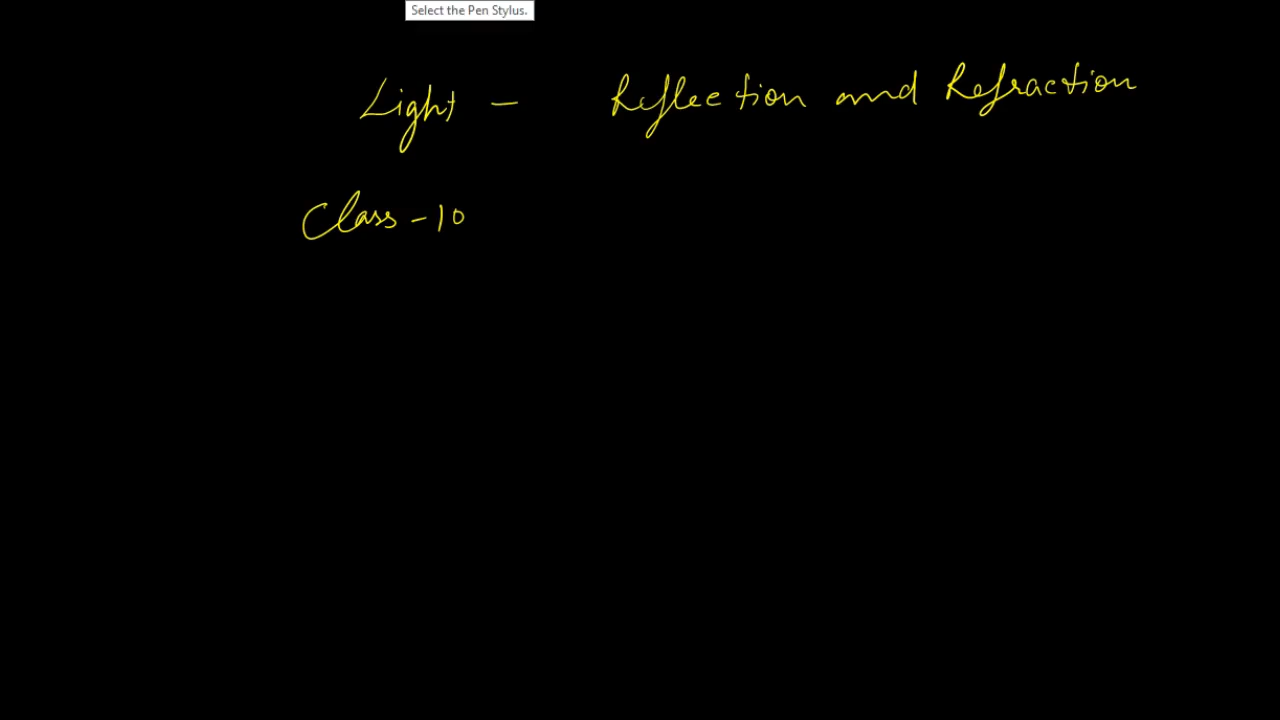 Select the Pen Stylus.
Light - Reflection and Refraction
Class - 10